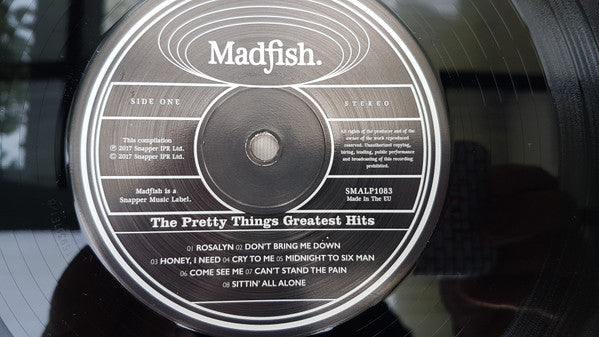 Madfish.
SIDE ONE
STEREO
This compilation
℗ 2017 Snapper IPR Ltd.
© 2017 Snapper IPR Ltd.
All rights of the producer and of the
owner of the work reproduced
reserved. Unauthorised copying,
hiring, lending, public performance
and broadcasting of this recording
prohibited.
Madfish is a
Snapper Music Label.
SMALP1083
Made In The EU
The Pretty Things Greatest Hits
01 ROSALYN 02 DON'T BRING ME DOWN
03 HONEY, I NEED 04 CRY TO ME 05 MIDNIGHT TO SIX MAN
06 COME SEE ME 07 CAN'T STAND THE PAIN
08 SITTIN' ALL ALONE